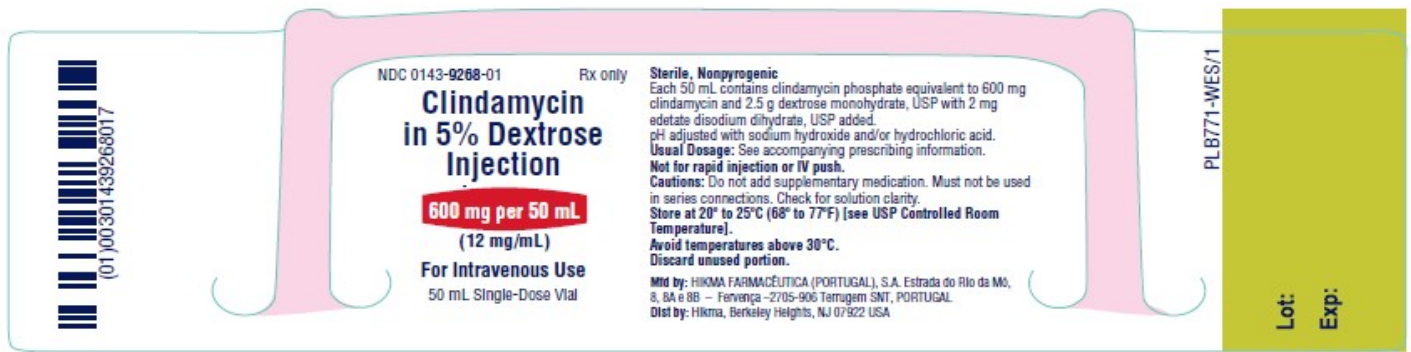 (01)00301439268017
NDC 0143-9268-01 Rx only
Clindamycin
in 5% Dextrose
Injection
600 mg per 50 mL
(12 mg/mL)
For Intravenous Use
50 mL Single-Dose Vial
Sterile, Nonpyrogenic
Each 50 mL contains clindamycin phosphate equivalent to 600 mg
clindamycin and 2.5 g dextrose monohydrate, USP with 2 mg
edetate disodium dihydrate, USP added.
pH adjusted with sodium hydroxide and/or hydrochloric acid.
Usual Dosage: See accompanying prescribing information.
Not for rapid injection or IV push.
Cautions: Do not add supplementary medication. Must not be used
in series connections. Check for solution clarity.
Store at 20° to 25°C (68° to 77°F) [see USP Controlled Room
Temperature].
Avoid temperatures above 30°C.
Discard unused portion.
Mfd by: HIKMA FARMACÊUTICA (PORTUGAL), S.A. Estrada do Rio da Mó,
8, 8A e 8B – Fervença –2705-906 Terrugem SNT, PORTUGAL
Dist by: Hikma, Berkeley Heights, NJ 07922 USA
PLB771-WES/1
Lot:
Exp: